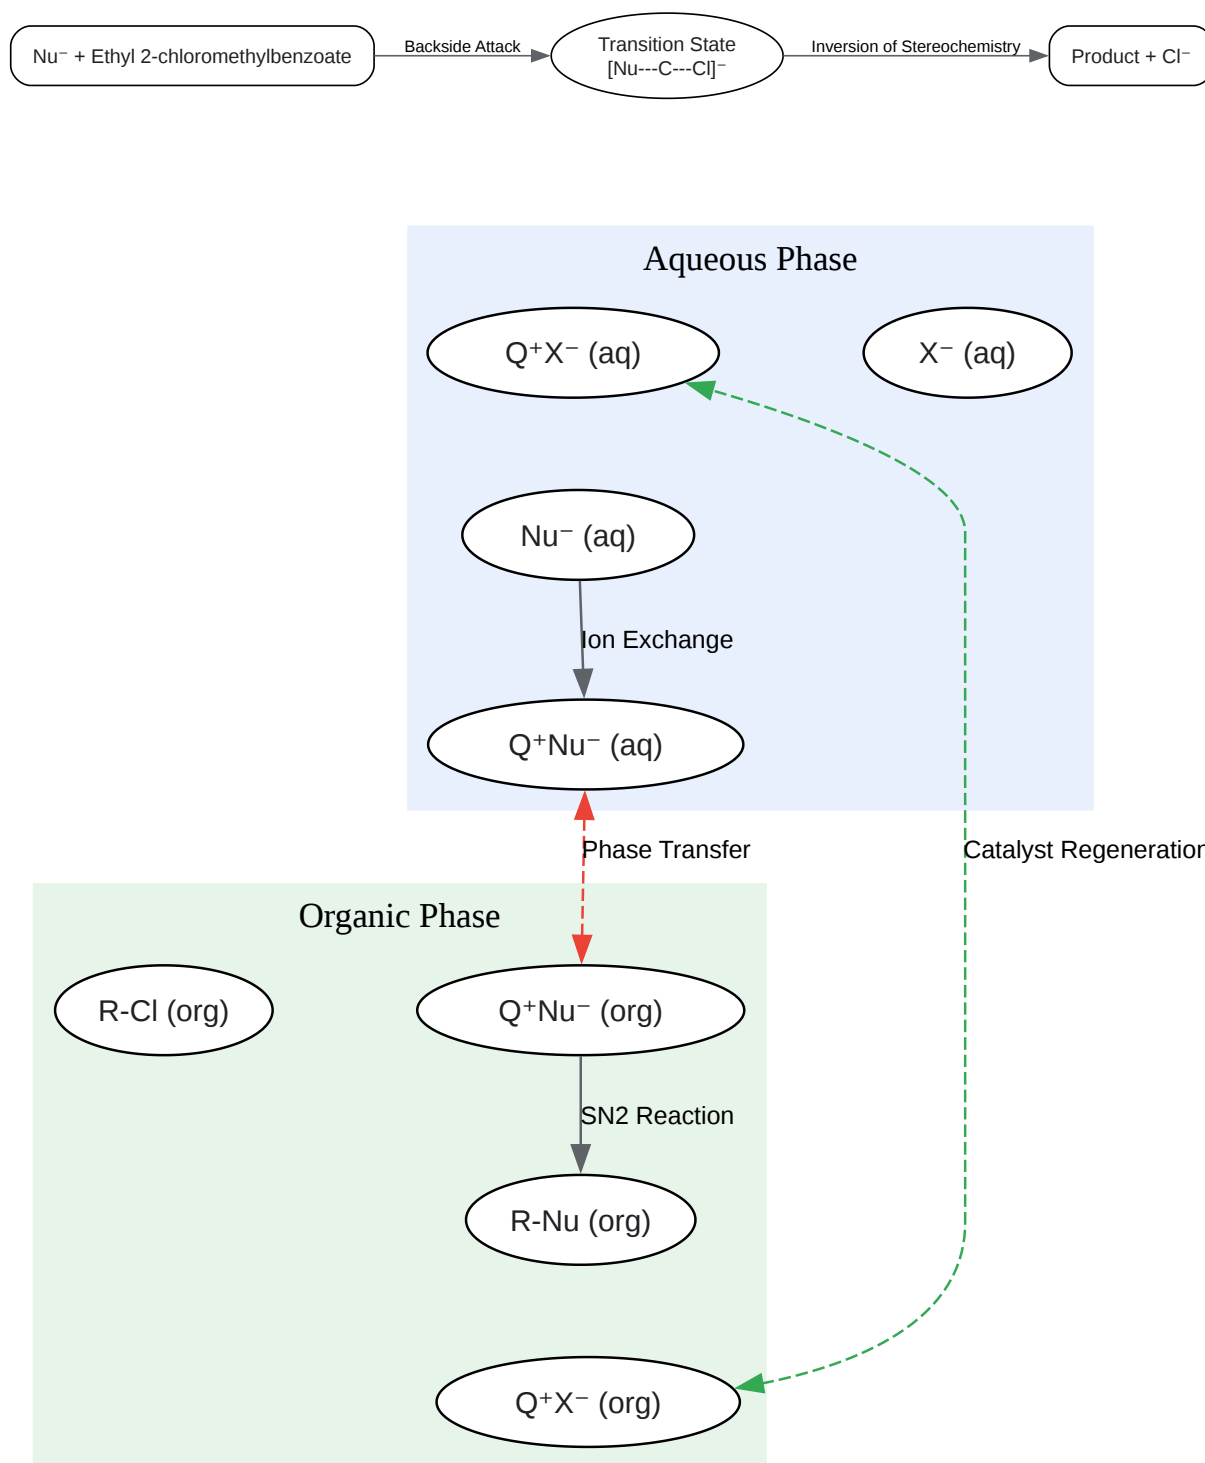 Nu⁻ + Ethyl 2-chloromethylbenzoate
Backside Attack
Transition State
[Nu---C---Cl]⁻
Inversion of Stereochemistry
Product + Cl⁻
Aqueous Phase
Q⁺X⁻ (aq)
X⁻ (aq)
Nu⁻ (aq)
Ion Exchange
Q⁺Nu⁻ (aq)
Phase Transfer
Catalyst Regeneration
Organic Phase
R-Cl (org)
Q⁺Nu⁻ (org)
SN2 Reaction
R-Nu (org)
Q⁺X⁻ (org)